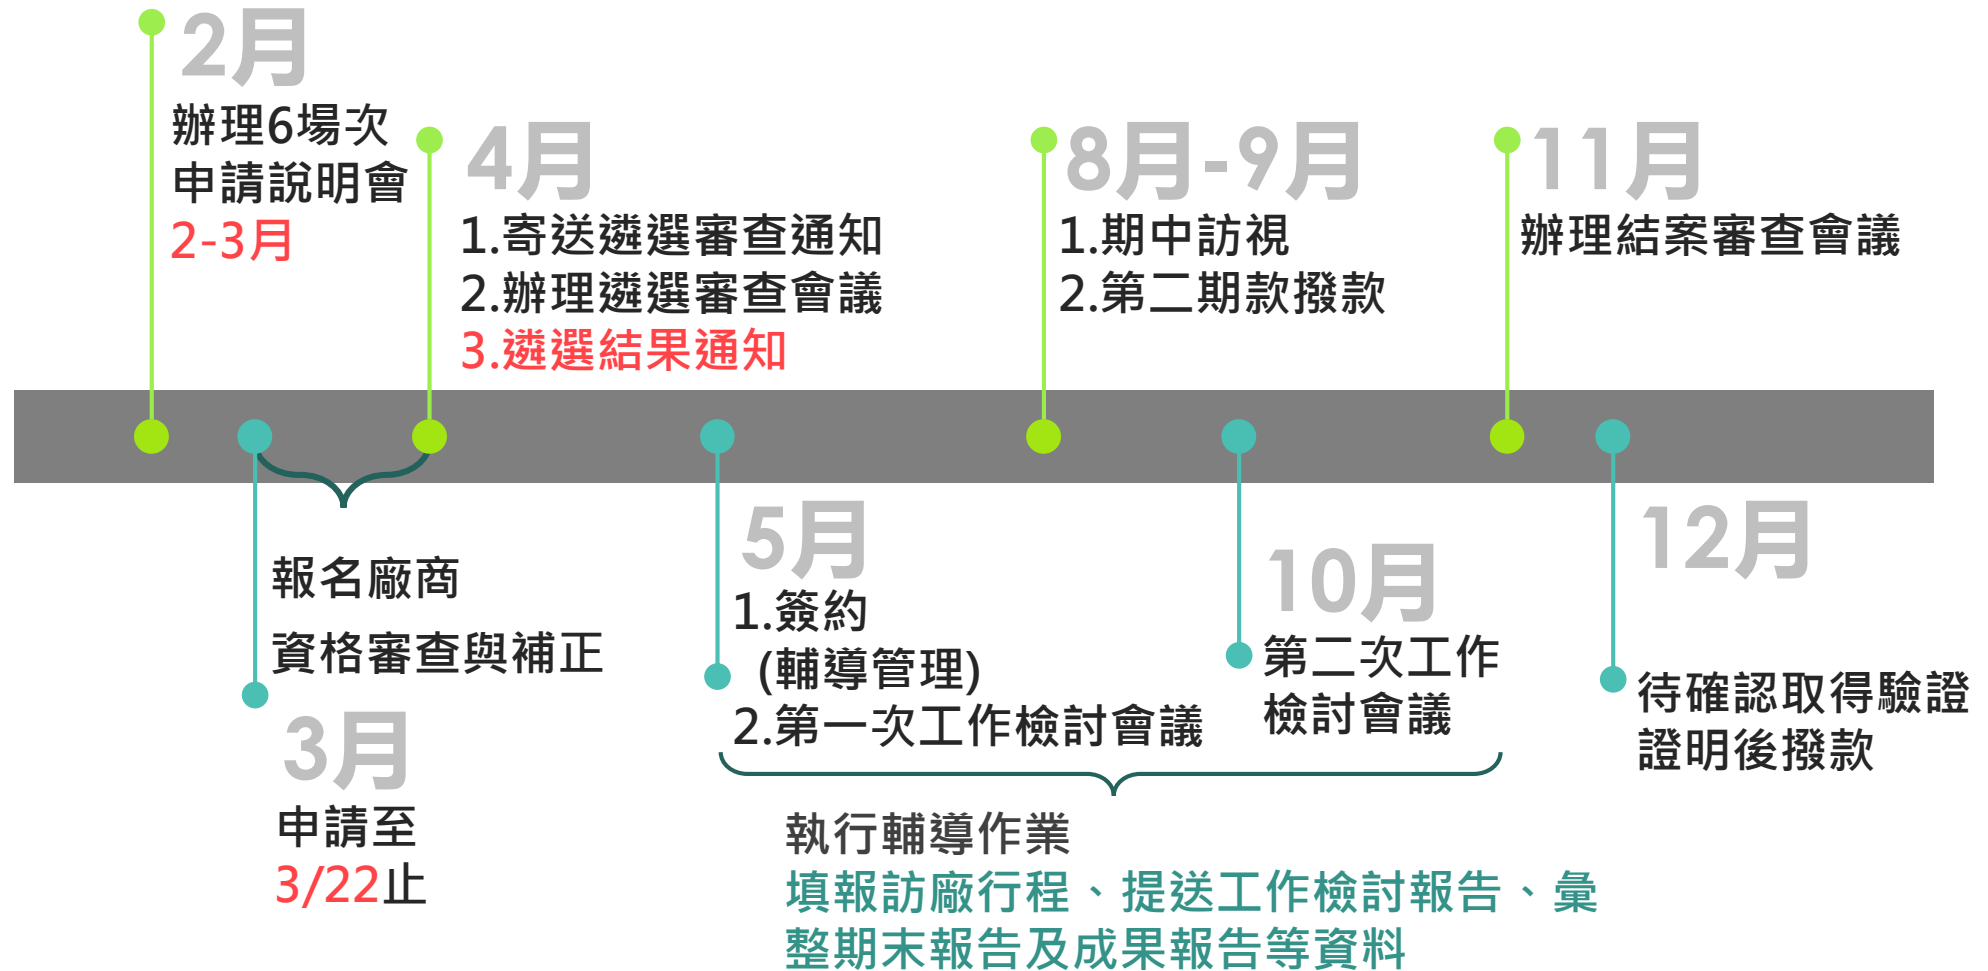 2月
辦理6場次
申請說明會
2-3月
4月
1.寄送遴選審查通知
2.辦理遴選審查會議
3.遴選結果通知
8月-9月
1.期中訪視
2.第二期款撥款
11月
辦理結案審查會議
報名廠商
資格審查與補正
3月
申請至
3/22止
5月
1.簽約
(輔導管理)
2.第一次工作檢討會議
10月
第二次工作
檢討會議
12月
待確認取得驗證
證明後撥款
執行輔導作業
填報訪廠行程、提送工作檢討報告、彙
整期末報告及成果報告等資料